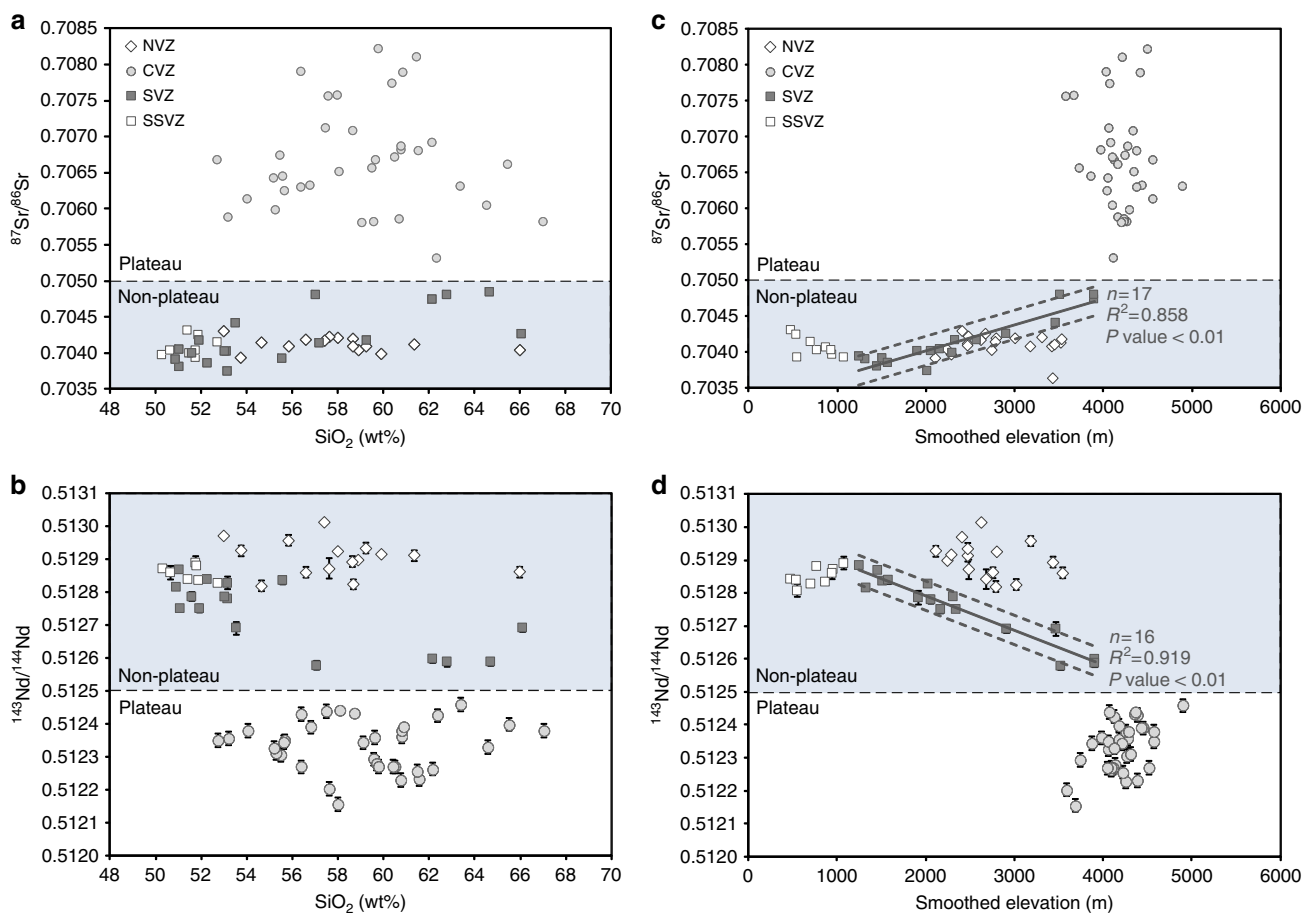 a
0.7085
0.7080
0.7075
0.7070
0.7065
0.7060
0.7055
0.7050
0.7045
0.7040
0.7035
87Sr/86Sr
NVZ
CVZ
SVZ
SSVZ
Plateau
Non-plateau
48 50 52 54 56 58 60 62 64 66 68 70
SiO2 (wt%)
c
0.7085
0.7080
0.7075
0.7070
0.7065
0.7060
0.7055
0.7050
0.7045
0.7040
0.7035
87Sr/86Sr
NVZ
CVZ
SVZ
SSVZ
Plateau
Non-plateau
n=17
R2=0.858
P value < 0.01
0 1000 2000 3000 4000 5000 6000
Smoothed elevation (m)
b
0.5131
0.5130
0.5129
0.5128
0.5127
0.5126
0.5125
0.5124
0.5123
0.5122
0.5121
0.5120
143Nd/144Nd
Non-plateau
Plateau
48 50 52 54 56 58 60 62 64 66 68 70
SiO2 (wt%)
d
0.5131
0.5130
0.5129
0.5128
0.5127
0.5126
0.5125
0.5124
0.5123
0.5122
0.5121
0.5120
143Nd/144Nd
n=16
R2=0.919
P value < 0.01
Non-plateau
Plateau
0 1000 2000 3000 4000 5000 6000
Smoothed elevation (m)